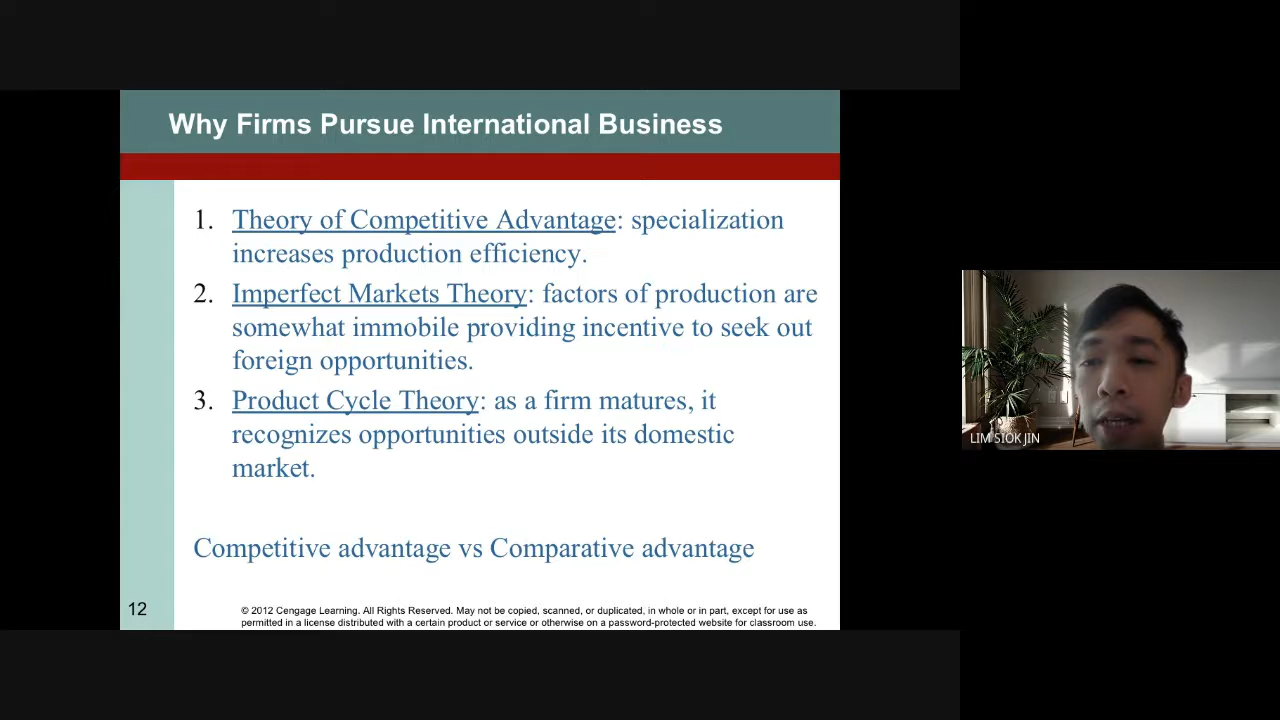 Why Firms Pursue International Business
1. Theory of Competitive Advantage: specialization
increases production efficiency.
2. Imperfect Markets Theory: factors of production are
somewhat immobile providing incentive to seek out
foreign opportunities.
3. Product Cycle Theory: as a firm matures, it
recognizes opportunities outside its domestic
market.
Competitive advantage vs Comparative advantage
12
© 2012 Cengage Learning. All Rights Reserved. May not be copied, scanned, or duplicated, in whole or in part, except for use as
permitted in a license distributed with a certain product or service or otherwise on a password-protected website for classroom use.
LIM SIOK JIN